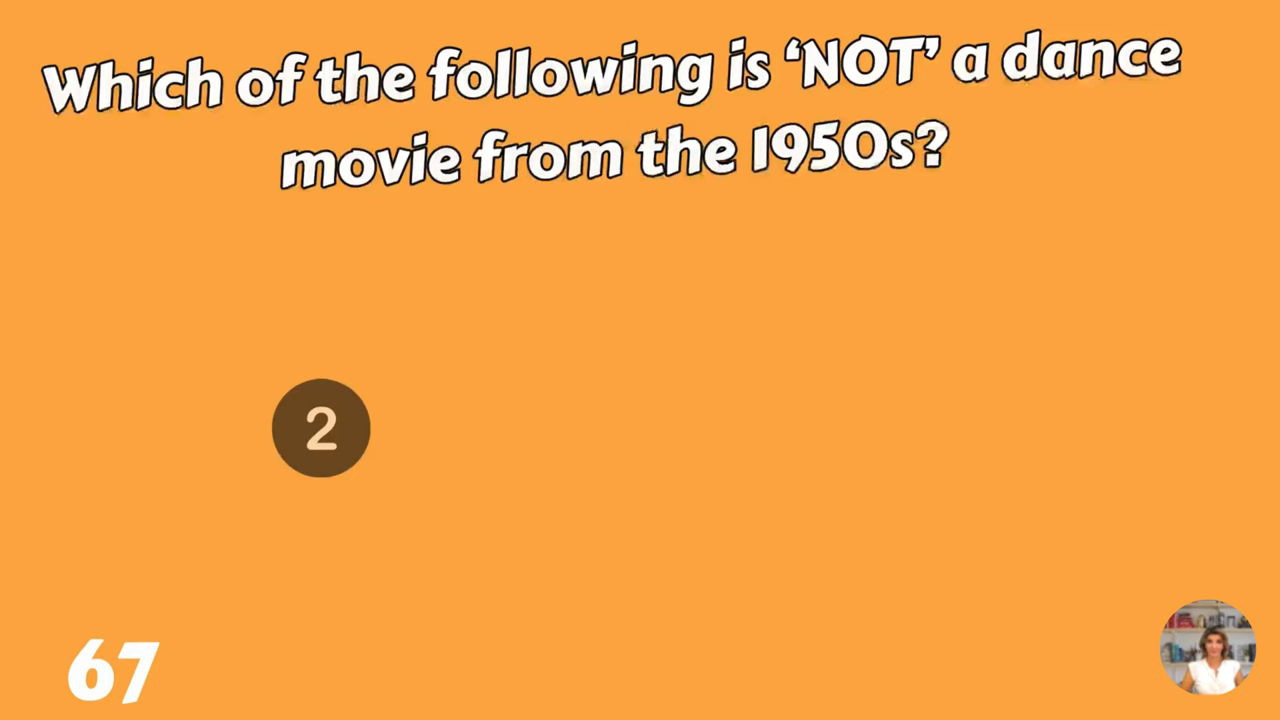 Which of the following is ‘NOT’ a dance
movie from the 1950s?
2
67